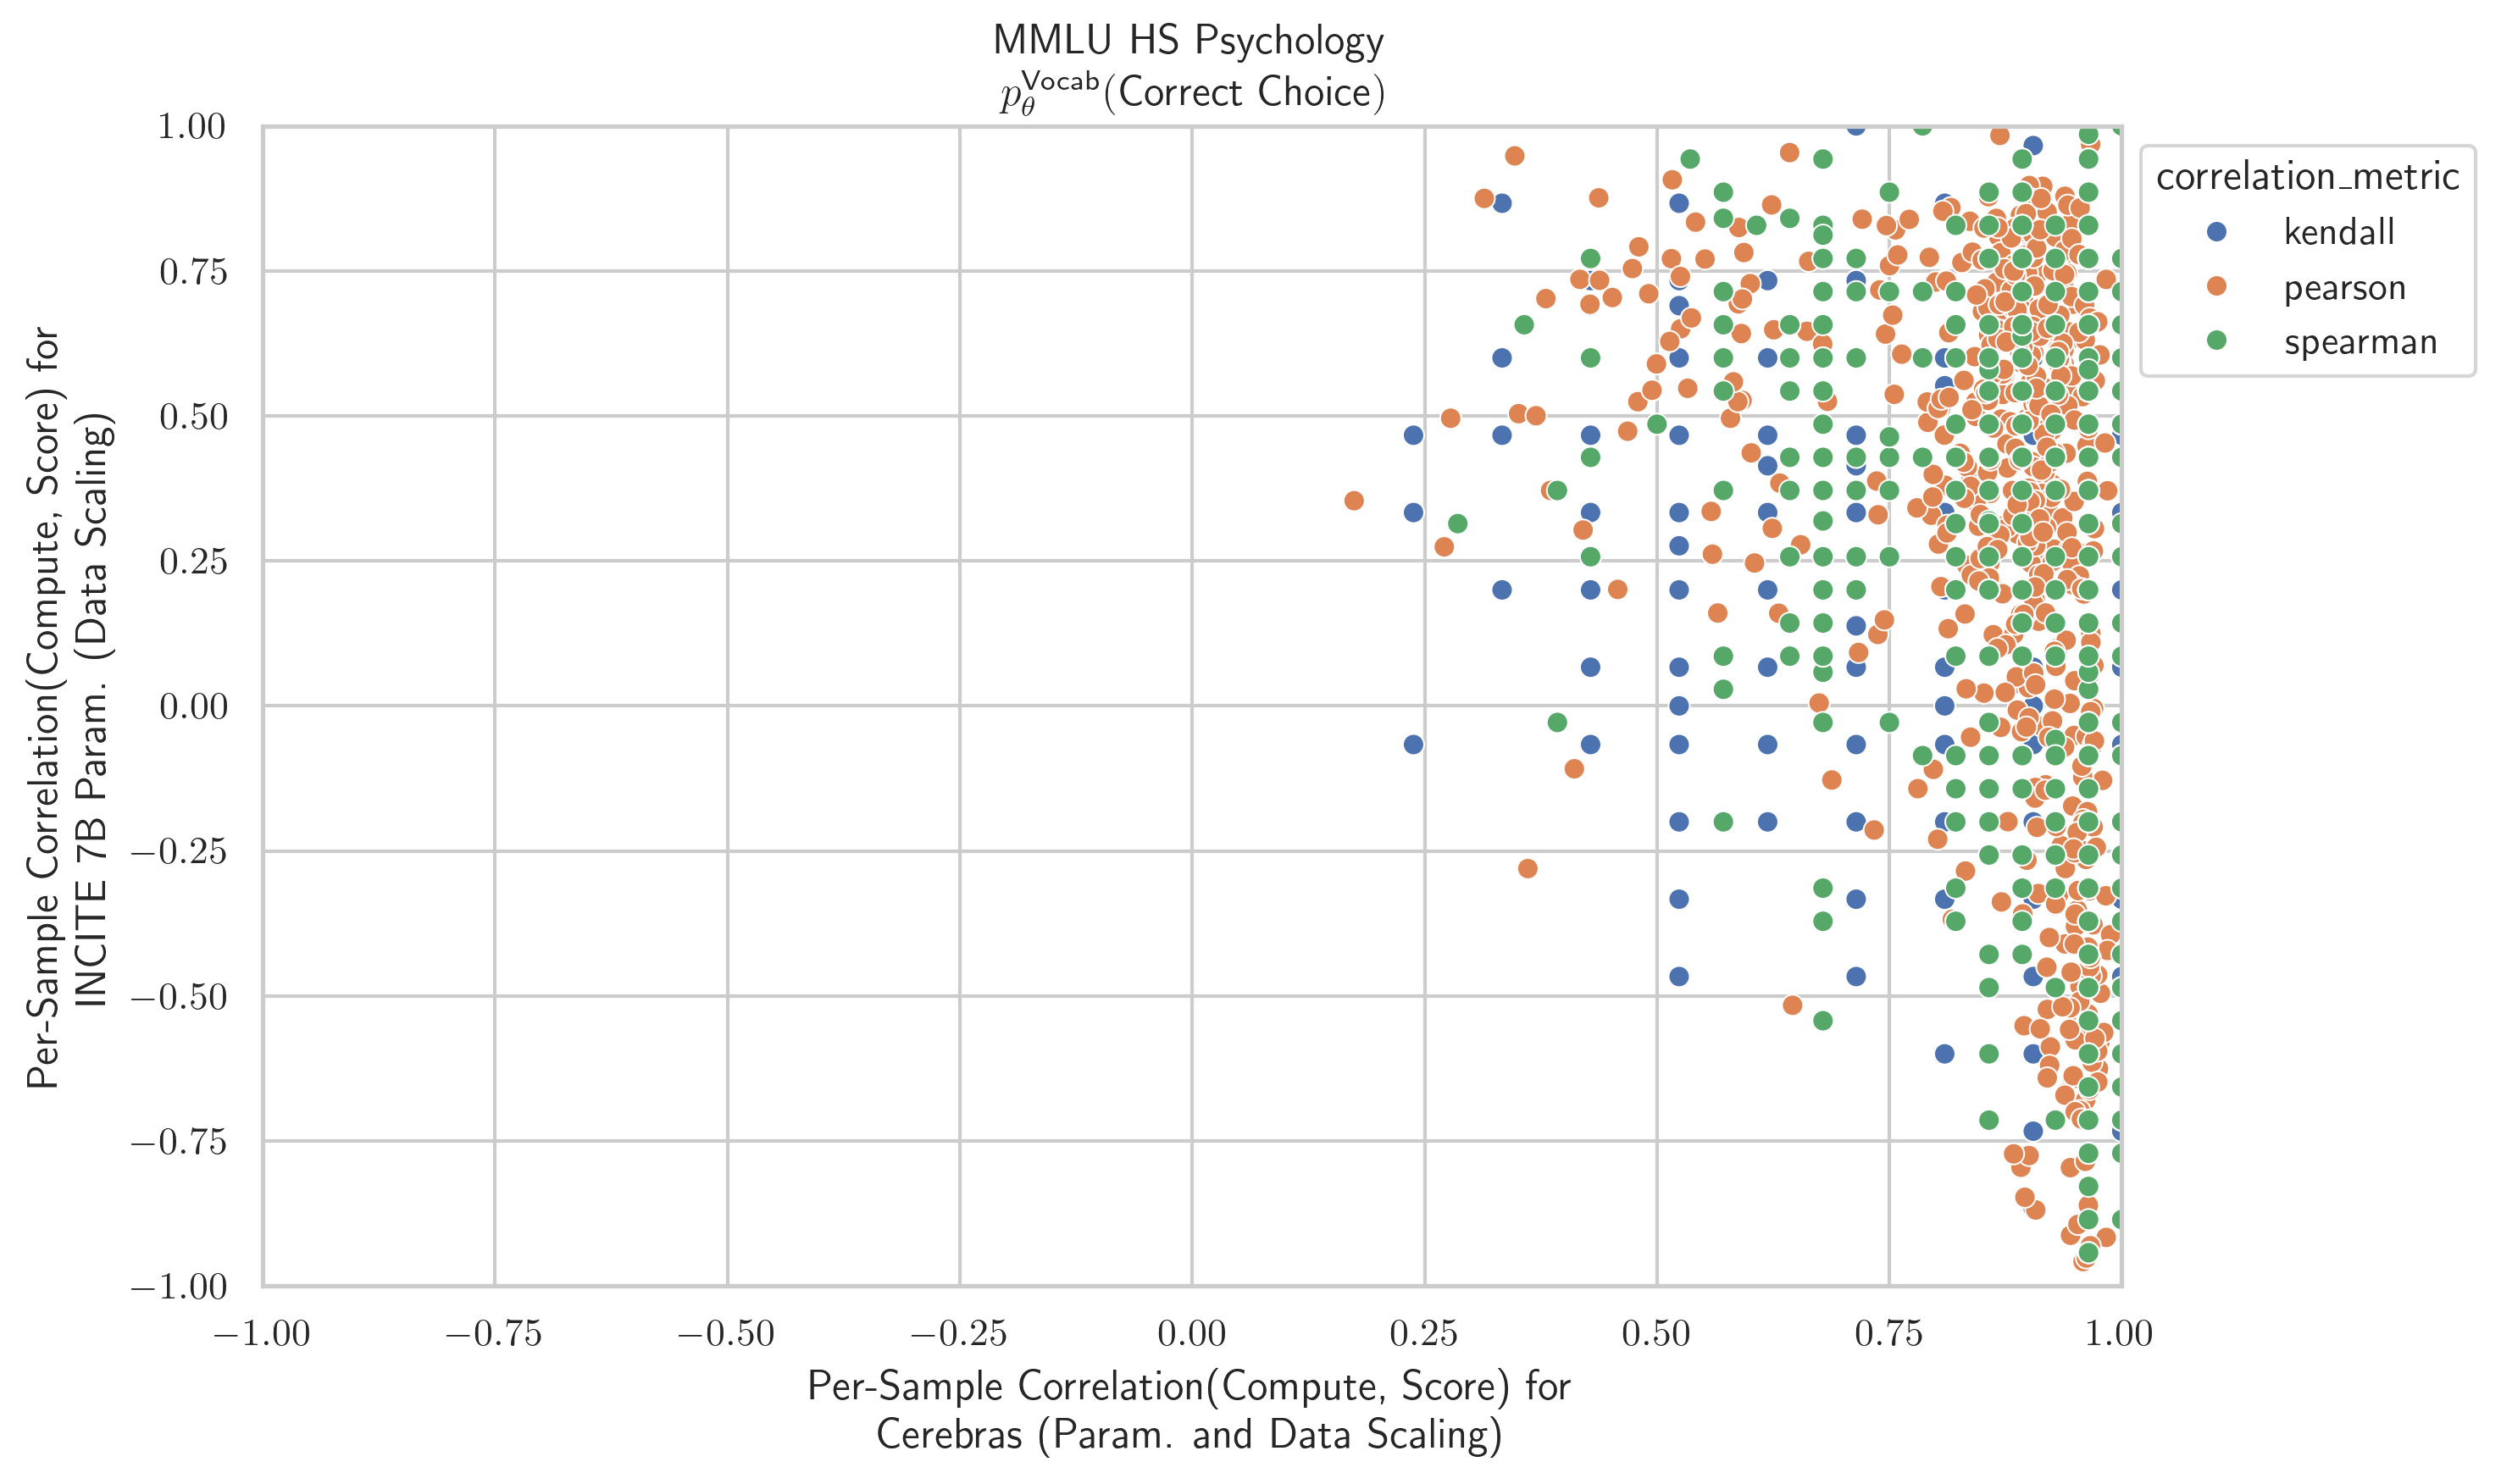 MMLU HS Psychology
p_θ^Vocab(Correct Choice)
1.00
0.75
0.50
0.25
0.00
−0.25
−0.50
−0.75
−1.00
Per-Sample Correlation(Compute, Score) for
INCITE 7B Param. (Data Scaling)
−1.00
−0.75
−0.50
−0.25
0.00
0.25
0.50
0.75
1.00
Per-Sample Correlation(Compute, Score) for
Cerebras (Param. and Data Scaling)
correlation_metric
kendall
pearson
spearman